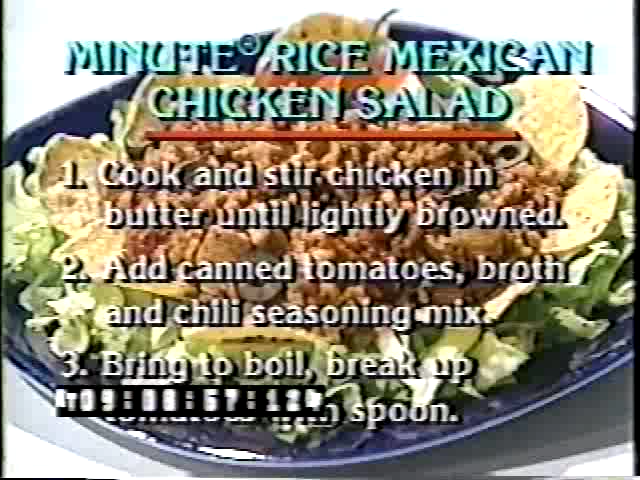 MINUTE® RICE MEXICAN
CHICKEN SALAD
1. Cook and stir chicken in
butter until lightly browned.
2. Add canned tomatoes, broth
and chili seasoning mix.
3. Bring to boil, break up
spoon.